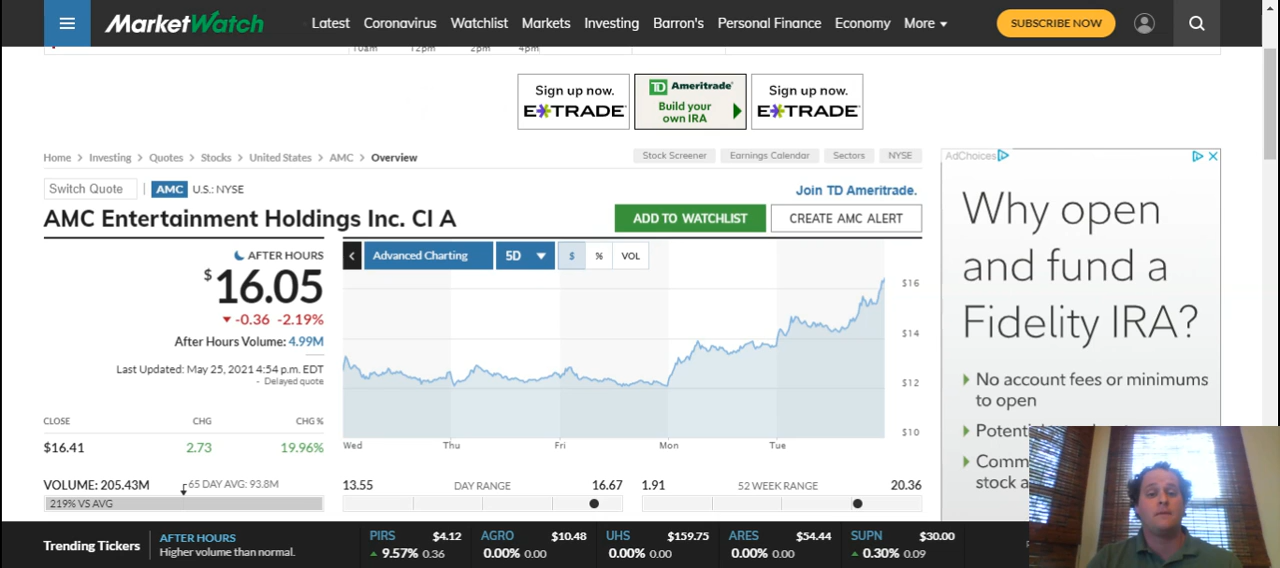 MarketWatch
Latest Coronavirus Watchlist Markets Investing Barron's Personal Finance Economy More
SUBSCRIBE NOW
10am 12pm 2pm 4pm
Sign up now. E*TRADE
TD Ameritrade Build your own IRA
Sign up now. E*TRADE
Home > Investing > Quotes > Stocks > United States > AMC > Overview
Stock Screener Earnings Calendar Sectors NYSE
AdChoices
Switch Quote | AMC U.S.: NYSE
Join TD Ameritrade.
AMC Entertainment Holdings Inc. Cl A
ADD TO WATCHLIST CREATE AMC ALERT
AFTER HOURS
$16.05
-0.36 -2.19%
After Hours Volume: 4.99M
Last Updated: May 25, 2021 4:54 p.m. EDT
- Delayed quote
CLOSE CHG CHG %
$16.41 2.73 19.96%
VOLUME: 205.43M 65 DAY AVG: 93.8M
219% VS AVG
< Advanced Charting 5D $ % VOL
$16
$14
$12
$10
Wed Thu Fri Mon Tue
13.55 DAY RANGE 16.67
1.91 52 WEEK RANGE 20.36
Why open
and fund a
Fidelity IRA?
No account fees or minimums
to open
Comm
stock a
Trending Tickers
AFTER HOURS
Higher volume than normal.
PIRS $4.12
9.57% 0.36
AGRO $10.48
0.00% 0.00
UHS $159.75
0.00% 0.00
ARES $54.44
0.00% 0.00
SUPN $30.00
0.30% 0.09